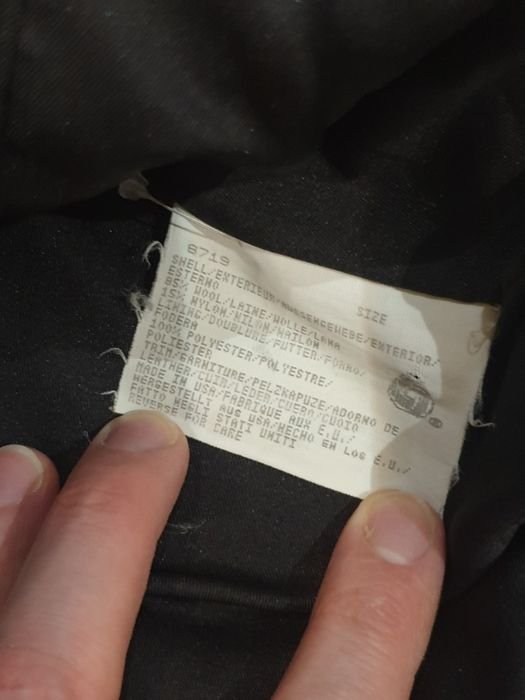 8719
SIZE
SHELL/EXTERIEUR/AUSSENGEWEBE/EXTERIOR/
ESTERNO
85% WOOL/LAINE/WOLLE/LANA
15% NYLON/NILON/NAILON
LINING/DOUBLURE/FUTTER/FORRO/
FODERA
100% POLYESTER/POLYESTRE/
POLIESTER
TRIM/GARNITURE/PELZKAPUZE/ADORNO DE
LEATHER/CUIR/LEDER/CUERO/CUOIO
MADE IN USA/FABRIQUE AUX E.U./
HERGESTELLT AUS USA/HECHO EN LOS E.U./
FATTO NEGLI STATI UNITI
REVERSE FOR CARE